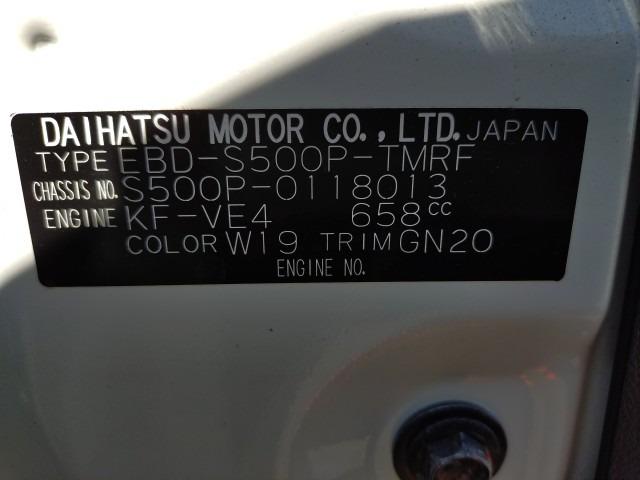 DAIHATSU MOTOR CO., LTD. JAPAN
TYPE EBD-S500P-TMRF
CHASSIS NO. S500P-0118013
ENGINE KF-VE4 658cc
COLOR W19 TRIM GN20
ENGINE NO.